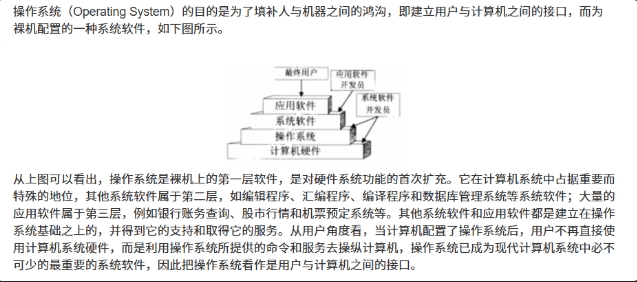 操作系统（Operating System）的目的是为了填补人与机器之间的鸿沟，即建立用户与计算机之间的接口，而为
裸机配置的一种系统软件，如下图所示。
最终用户
应用软件
开发员
系统软件
开发员
应用软件
系统软件
操作系统
计算机硬件
从上图可以看出，操作系统是裸机上的第一层软件，是对硬件系统功能的首次扩充。它在计算机系统中占据重要而
特殊的地位，其他系统软件属于第二层，如编辑程序、汇编程序、编译程序和数据库管理系统等系统软件；大量的
应用软件属于第三层，例如银行账务查询、股市行情和机票预定系统等。其他系统软件和应用软件都是建立在操作
系统基础之上的，并得到它的支持和取得它的服务。从用户角度看，当计算机配置了操作系统后，用户不再直接使
用计算机系统硬件，而是利用操作系统所提供的命令和服务去操纵计算机，操作系统已成为现代计算机系统中必不
可少的最重要的系统软件，因此把操作系统看作是用户与计算机之间的接口。